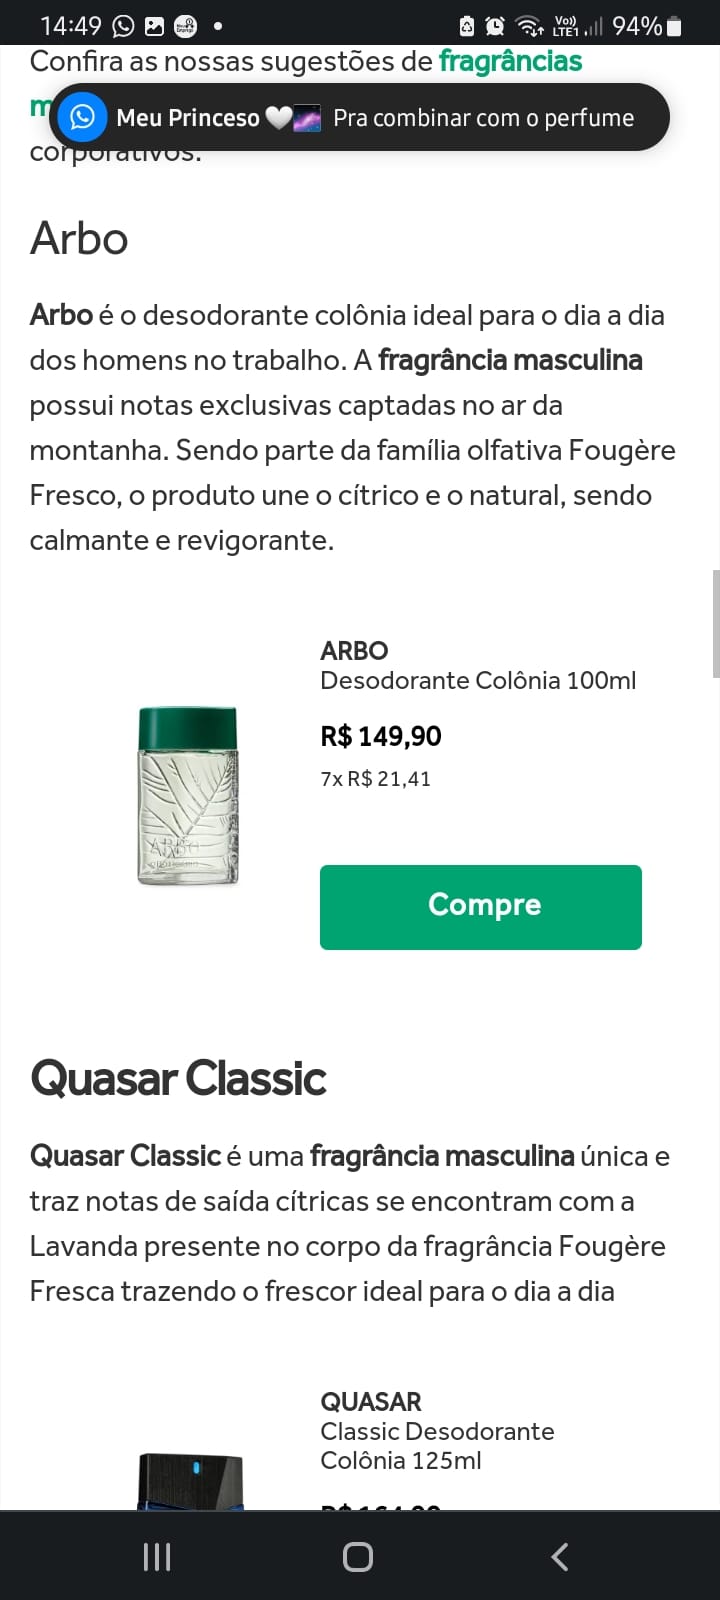 14:49
Vo))
LTE1
94%
Confira as nossas sugestões de fragrâncias
Meu Princeso Pra combinar com o perfume
corporativos.
Arbo
Arbo é o desodorante colônia ideal para o dia a dia
dos homens no trabalho. A fragrância masculina
possui notas exclusivas captadas no ar da
montanha. Sendo parte da família olfativa Fougère
Fresco, o produto une o cítrico e o natural, sendo
calmante e revigorante.
ARBO
Desodorante Colônia 100ml
R$ 149,90
7x R$ 21,41
ARBO
Compre
Quasar Classic
Quasar Classic é uma fragrância masculina única e
traz notas de saída cítricas se encontram com a
Lavanda presente no corpo da fragrância Fougère
Fresca trazendo o frescor ideal para o dia a dia
QUASAR
Classic Desodorante
Colônia 125ml